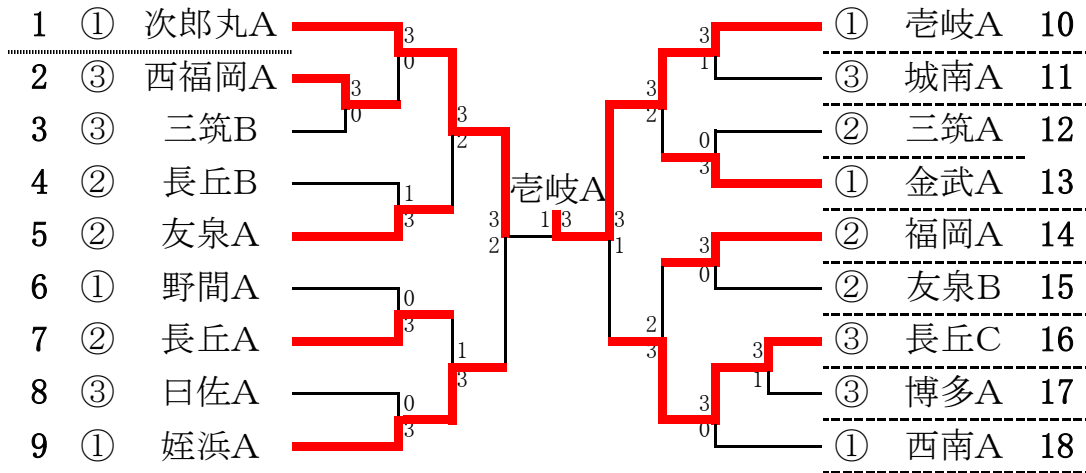 1 ① 次郎丸A 3 3 ① 壱岐A 10
0 1
2 ③ 西福岡A 3 3 ③ 城南A 11
0 3 2
3 ③ 三筑B 2 0 ② 三筑A 12
4 ② 長丘B 1 壱岐A 3 ① 金武A 13
3 3 1 3 3
5 ② 友泉A 2 1 3 ② 福岡A 14
6 ① 野間A 0 0 ② 友泉B 15
3 2
7 ② 長丘A 1 3 3 ③ 長丘C 16
3 1
8 ③ 曰佐A 0 3 ③ 博多A 17
3 0
9 ① 姪浜A ① 西南A 18